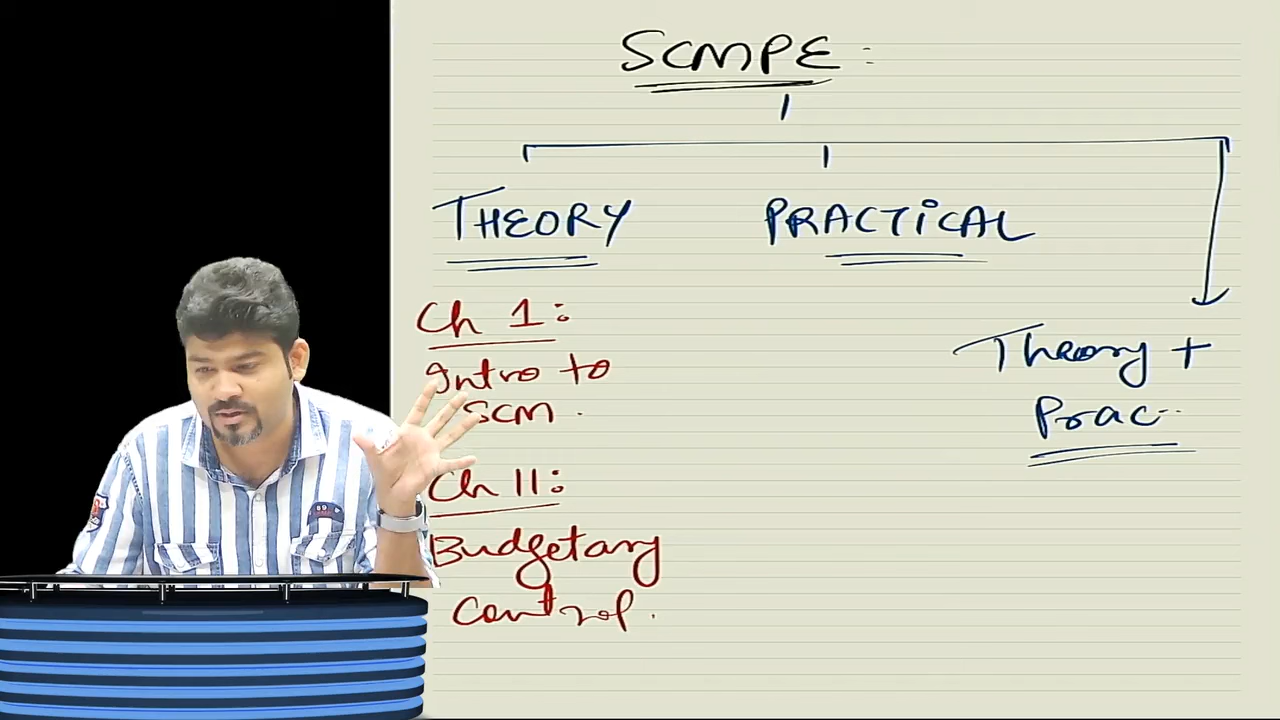 SCMPE:
THEORY PRACTICAL
Ch 1:
Intro to
SCM.
Ch 11:
Budgetary
Control.
Theory +
Prac..